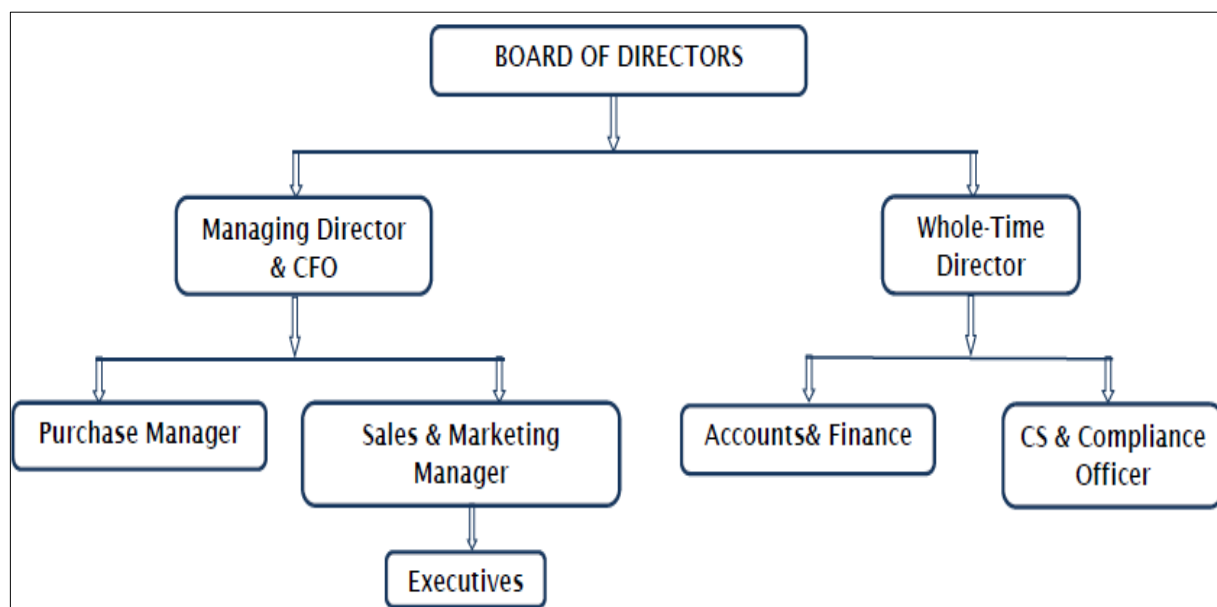 BOARD OF DIRECTORS
Managing Director
& CFO
Whole-Time
Director
Purchase Manager
Sales & Marketing
Manager
Accounts& Finance
CS & Compliance
Officer
Executives